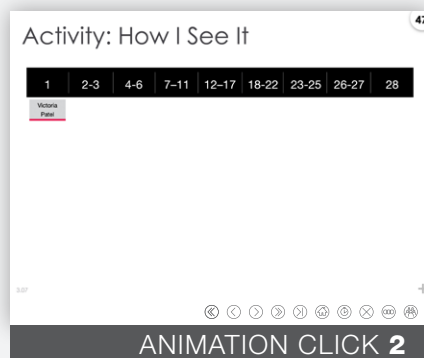 47
Activity: How I See It
1 2-3 4-6 7–11 12–17 18-22 23-25 26-27 28
Victoria
Patel
ANIMATION CLICK 2